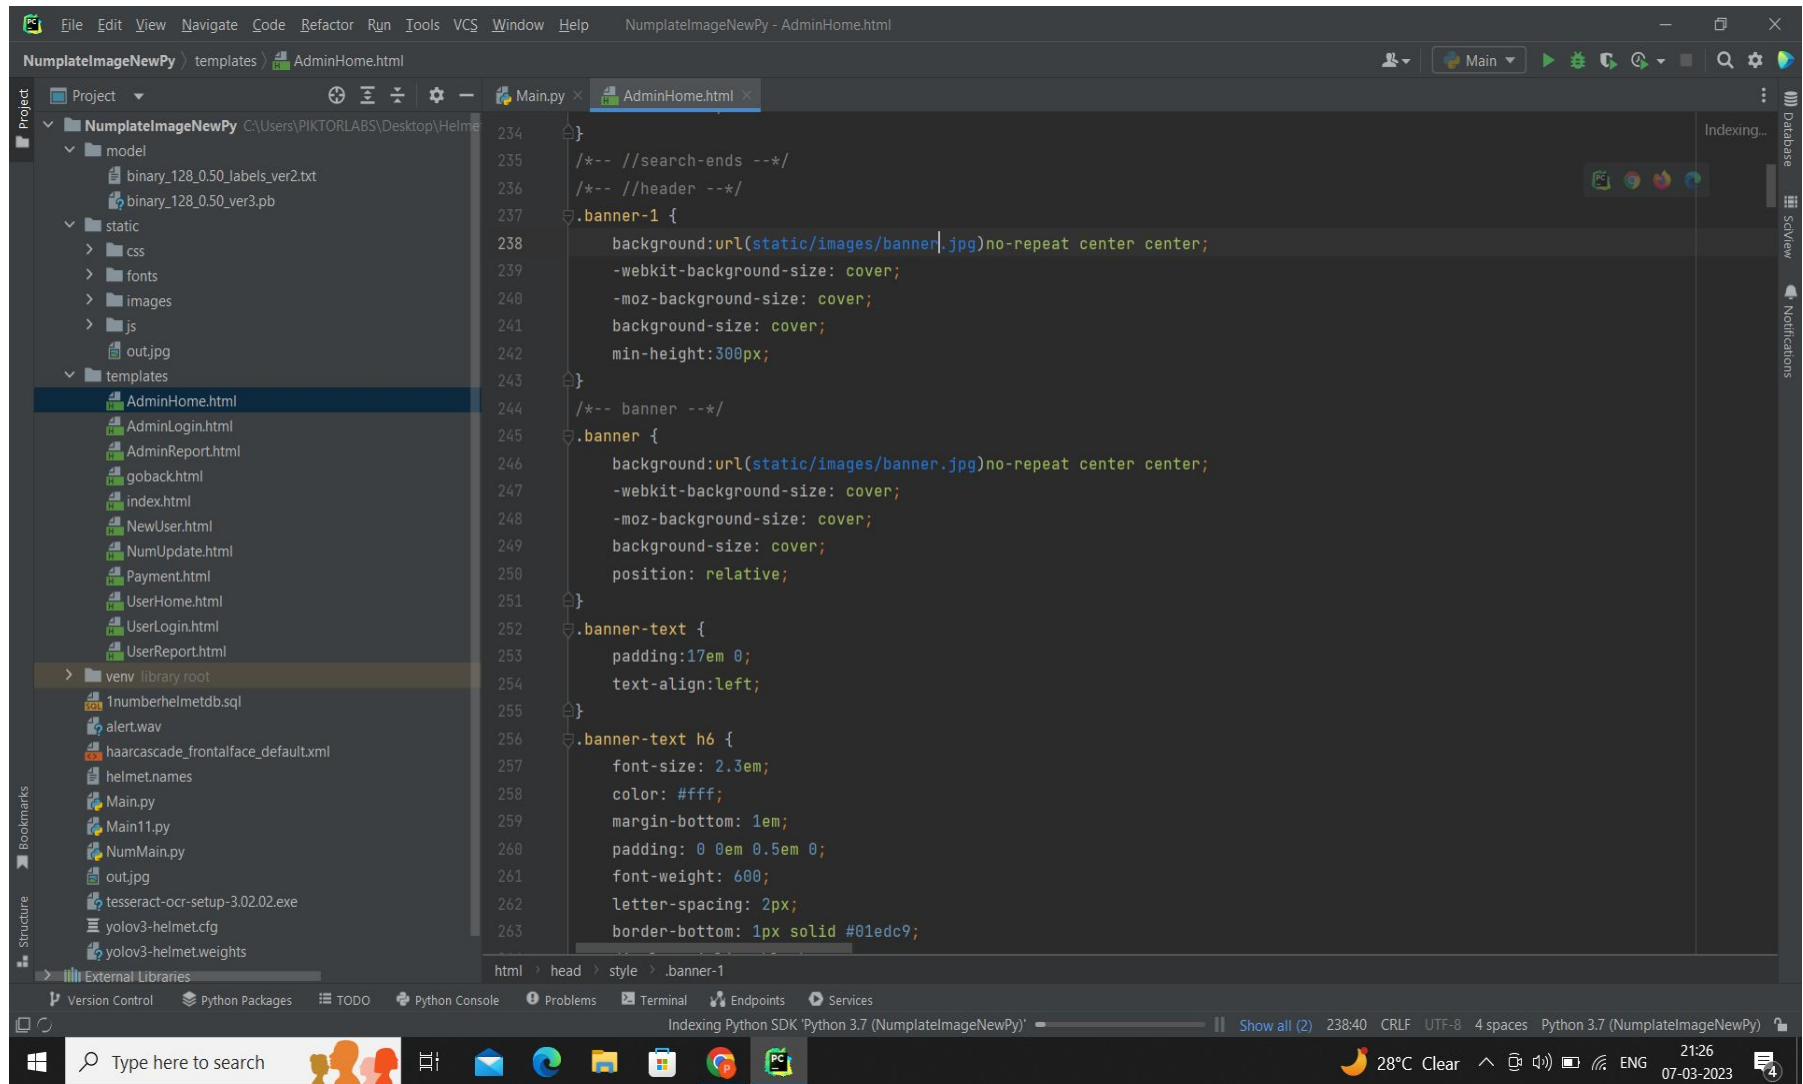 File Edit View Navigate Code Refactor Run Tools VCS Window Help NumplateImageNewPy - AdminHome.html
NumplateImageNewPy templates AdminHome.html
Main
Project
Project
Main.py
AdminHome.html
NumplateImageNewPy C:\Users\PIKTORLABS\Desktop\Helme
model
binary_128_0.50_labels_ver2.txt
binary_128_0.50_ver3.pb
static
css
fonts
images
js
out.jpg
templates
AdminHome.html
AdminLogin.html
AdminReport.html
goback.html
index.html
NewUser.html
NumUpdate.html
Payment.html
UserHome.html
UserLogin.html
UserReport.html
venv library root
1numberhelmetdb.sql
alert.wav
haarcascade_frontalface_default.xml
helmet.names
Main.py
Main11.py
NumMain.py
out.jpg
tesseract-ocr-setup-3.02.02.exe
yolov3-helmet.cfg
yolov3-helmet.weights
External Libraries
Bookmarks
Structure
234 }
235 /*-- //search-ends --*/
236 /*-- //header --*/
237 .banner-1 {
238 background:url(static/images/banner.jpg)no-repeat center center;
239 -webkit-background-size: cover;
240 -moz-background-size: cover;
241 background-size: cover;
242 min-height:300px;
243 }
244 /*-- banner --*/
245 .banner {
246 background:url(static/images/banner.jpg)no-repeat center center;
247 -webkit-background-size: cover;
248 -moz-background-size: cover;
249 background-size: cover;
250 position: relative;
251 }
252 .banner-text {
253 padding:17em 0;
254 text-align:left;
255 }
256 .banner-text h6 {
257 font-size: 2.3em;
258 color: #fff;
259 margin-bottom: 1em;
260 padding: 0 0em 0.5em 0;
261 font-weight: 600;
262 letter-spacing: 2px;
263 border-bottom: 1px solid #01edc9;
Indexing...
Database
SciView
Notifications
html head style .banner-1
Version Control Python Packages TODO Python Console Problems Terminal Endpoints Services
Indexing Python SDK 'Python 3.7 (NumplateImageNewPy)' Show all (2) 238:40 CRLF UTF-8 4 spaces Python 3.7 (NumplateImageNewPy)
Type here to search
28°C Clear
ENG
21:26
07-03-2023
4